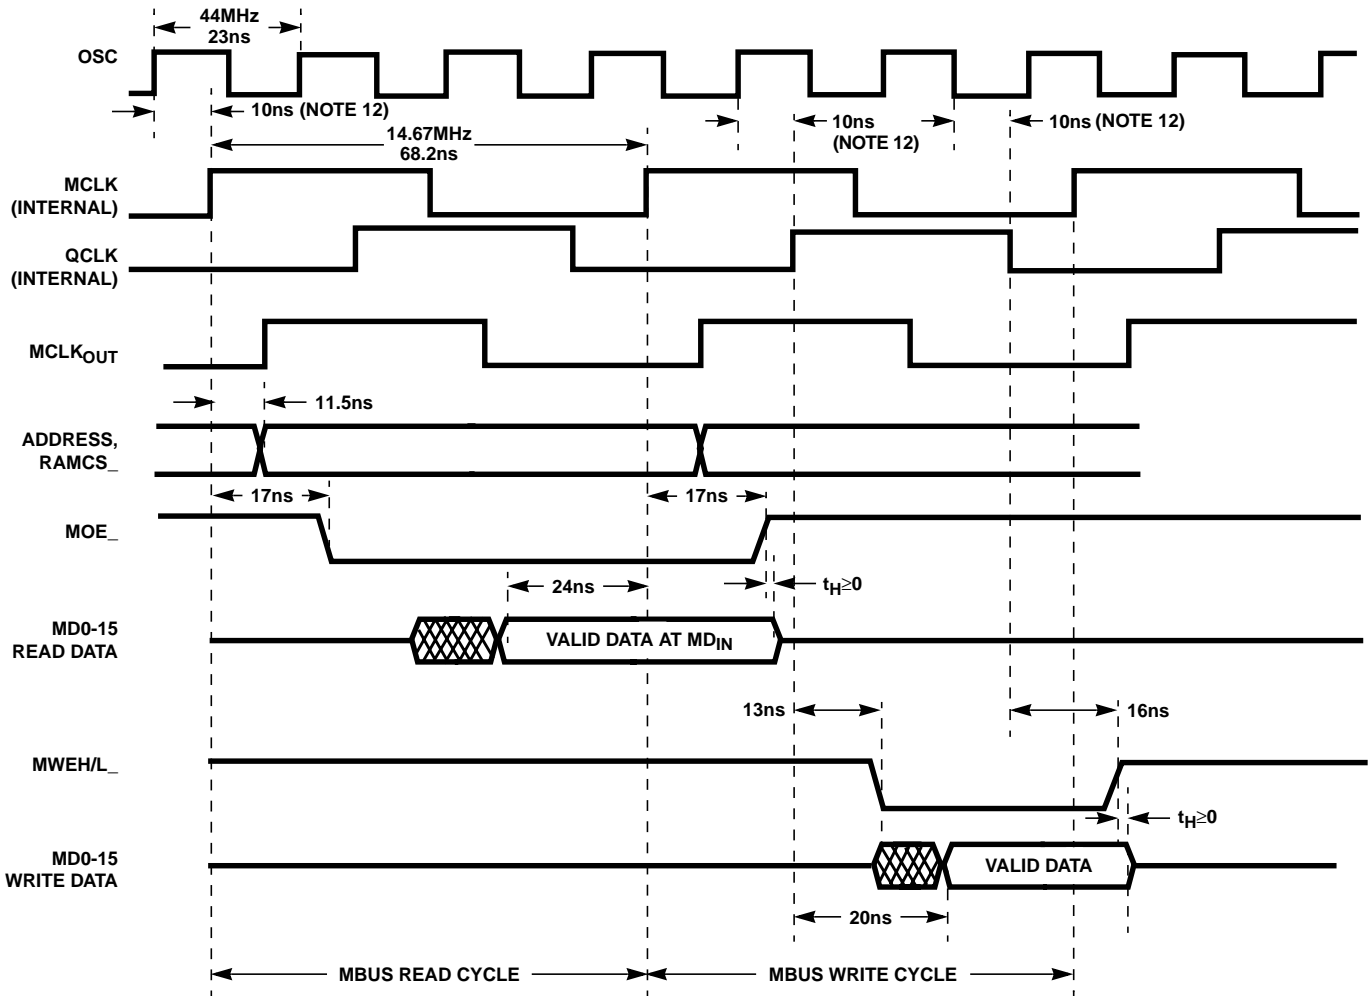 44MHz
23ns
OSC
10ns (NOTE 12)
10ns
(NOTE 12)
10ns (NOTE 12)
14.67MHz
68.2ns
MCLK
(INTERNAL)
QCLK
(INTERNAL)
MCLKOUT
11.5ns
ADDRESS,
RAMCS_
17ns
17ns
MOE_
24ns
tH≥0
MD0-15
READ DATA
VALID DATA AT MDIN
13ns
16ns
MWEH/L_
tH≥0
MD0-15
WRITE DATA
VALID DATA
20ns
MBUS READ CYCLE
MBUS WRITE CYCLE